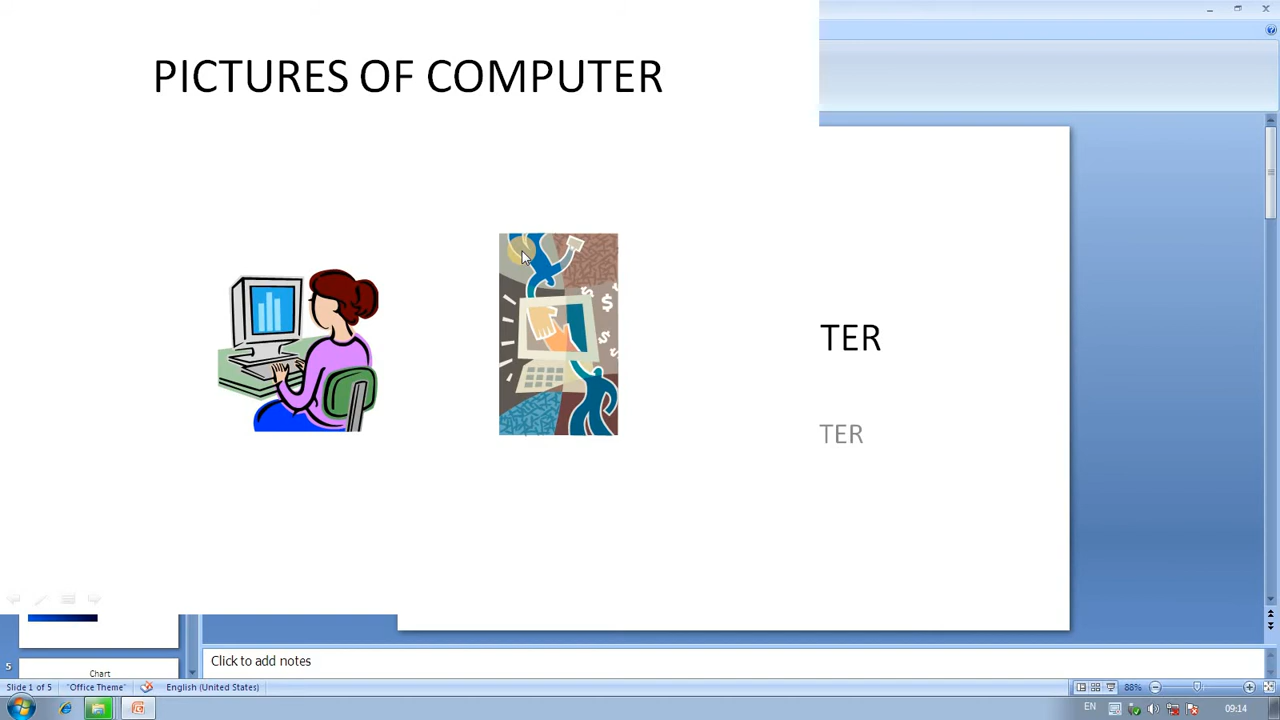 PICTURES OF COMPUTER
$
TER
TER
5
Chart
Click to add notes
Slide 1 of 5
"Office Theme"
English (United States)
88%
EN
09:14